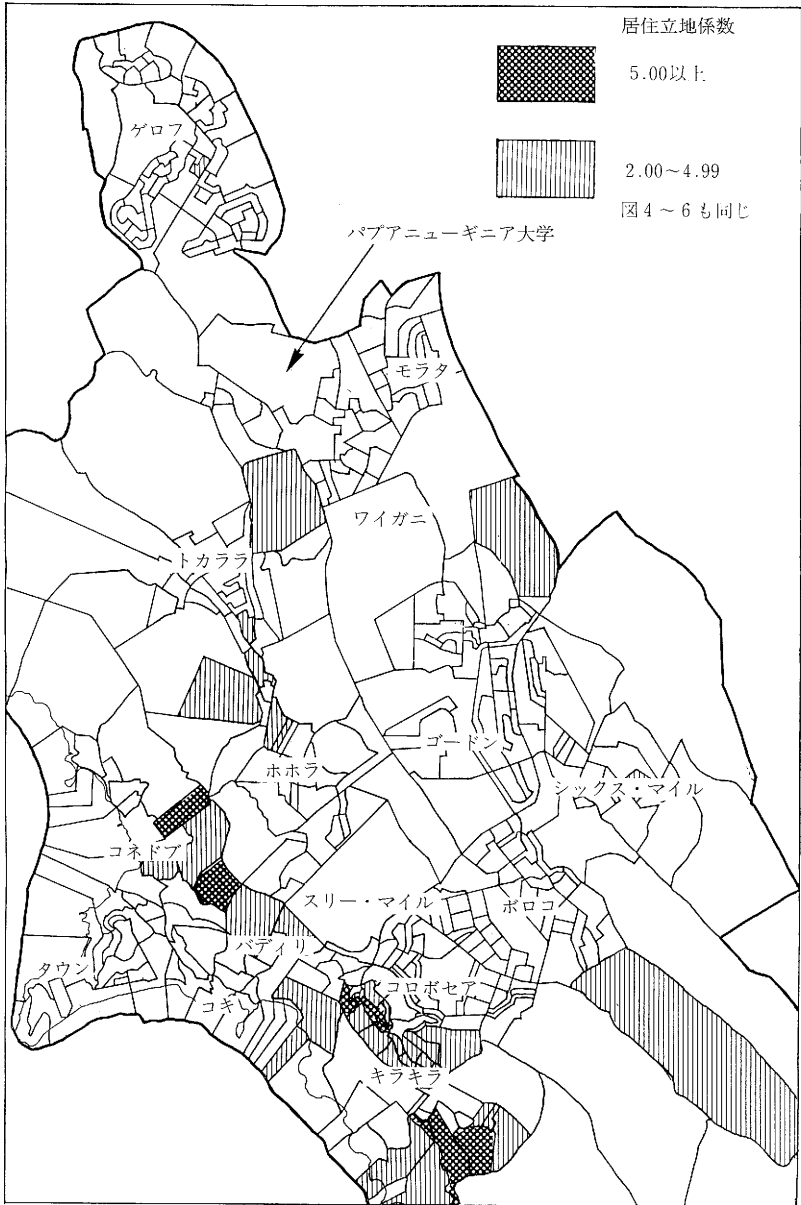 居住立地係数
5.00以上
2.00~4.99
図4~6も同じ
ゲロフ
パプアニューギニア大学
モラタ
ワイガニ
トカララ
ゴードン
ホホラ
シックス・マイル
コネドブ
スリー・マイル
ボロコ
バディリ
タウン
コギ
コロボセア
キラキラ